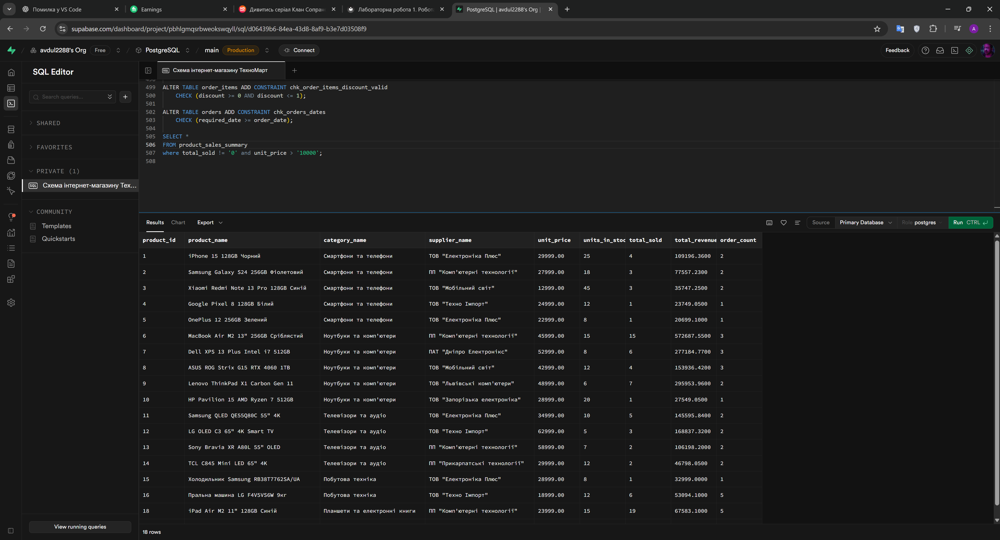 Помилка у VS Code
Earnings
Дивитись серіал Клан Сопран
Лабораторна робота 1. Робот
PostgreSQL | avdul2288's Org |
supabase.com/dashboard/project/pbhlgmqsrbweokswqyll/sql/d06439b6-84ea-43d8-8af9-b3e7d03508f9
avdul2288's Org Free / PostgreSQL / main Production Connect
Feedback
SQL Editor
Search queries...
SHARED
FAVORITES
PRIVATE (1)
SQL Схема інтернет-магазину Тех...
COMMUNITY
Templates
Quickstarts
View running queries
SQL Схема інтернет-магазину ТехноМарт
498
499 ALTER TABLE order_items ADD CONSTRAINT chk_order_items_discount_valid
500 CHECK (discount >= 0 AND discount <= 1);
501
502 ALTER TABLE orders ADD CONSTRAINT chk_orders_dates
503 CHECK (required_date >= order_date);
504
505 SELECT *
506 FROM product_sales_summary
507 where total_sold != '0' and unit_price > '10000';
508
Results Chart Export Source Primary Database Role postgres Run CTRL
product_id product_name category_name supplier_name unit_price units_in_stoc total_sold total_revenue order_count
1 iPhone 15 128GB Чорний Смартфони та телефони ТОВ "Електроніка Плюс" 29999.00 25 4 109196.3600 2
2 Samsung Galaxy S24 256GB Фіолетовий Смартфони та телефони ПП "Комп'ютерні технології" 27999.00 18 3 77557.2300 2
3 Xiaomi Redmi Note 13 Pro 128GB Синій Смартфони та телефони ТОВ "Мобільний світ" 12999.00 45 3 35747.2500 2
4 Google Pixel 8 128GB Білий Смартфони та телефони ТОВ "Техно Імпорт" 24999.00 12 1 23749.0500 1
5 OnePlus 12 256GB Зелений Смартфони та телефони ТОВ "Електроніка Плюс" 22999.00 8 1 20699.1000 1
6 MacBook Air M2 13" 256GB Сріблястий Ноутбуки та комп'ютери ПП "Комп'ютерні технології" 45999.00 15 15 572687.5500 3
7 Dell XPS 13 Plus Intel i7 512GB Ноутбуки та комп'ютери ПАТ "Дніпро Електронікс" 52999.00 8 6 277184.7700 3
8 ASUS ROG Strix G15 RTX 4060 1TB Ноутбуки та комп'ютери ТОВ "Мобільний світ" 42999.00 12 4 153936.4200 3
9 Lenovo ThinkPad X1 Carbon Gen 11 Ноутбуки та комп'ютери ТОВ "Львівські комп'ютери" 48999.00 6 7 295953.9600 2
10 HP Pavilion 15 AMD Ryzen 7 512GB Ноутбуки та комп'ютери ТОВ "Запорізька електроніка" 28999.00 20 1 27549.0500 1
11 Samsung QLED QE55Q80C 55" 4K Телевізори та аудіо ТОВ "Електроніка Плюс" 34999.00 10 5 145595.8400 2
12 LG OLED C3 65" 4K Smart TV Телевізори та аудіо ТОВ "Техно Імпорт" 62999.00 5 3 168837.3200 2
13 Sony Bravia XR A80L 55" OLED Телевізори та аудіо ПП "Комп'ютерні технології" 58999.00 7 2 106198.2000 2
14 TCL C845 Mini LED 65" 4K Телевізори та аудіо ПП "Прикарпатські технології" 29999.00 12 2 46798.0500 2
15 Холодильник Samsung RB38T7762SA/UA Побутова техніка ТОВ "Електроніка Плюс" 28999.00 8 1 32999.0000 1
16 Пральна машина LG F4V5VS6W 9кг Побутова техніка ТОВ "Техно Імпорт" 18999.00 12 6 53094.1000 5
18 iPad Air M2 11" 128GB Синій Планшети та електронні книги ПП "Комп'ютерні технології" 23999.00 15 19 67583.1000 5
18 rows